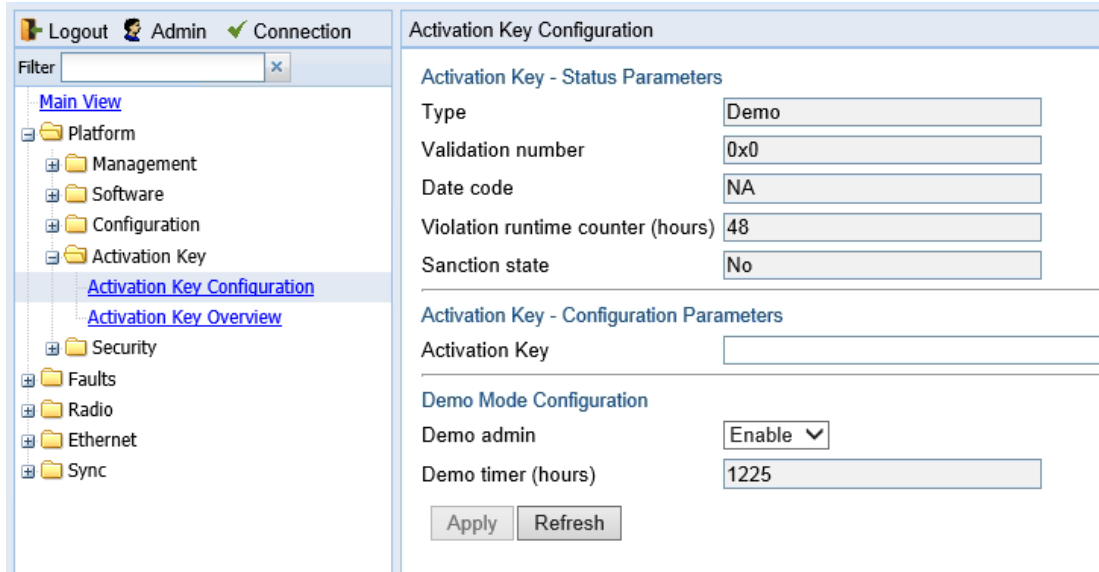 Logout Admin Connection
Filter
Main View
Platform
Management
Software
Configuration
Activation Key
Activation Key Configuration
Activation Key Overview
Security
Faults
Radio
Ethernet
Sync
Activation Key Configuration
Activation Key - Status Parameters
Type Demo
Validation number 0x0
Date code NA
Violation runtime counter (hours) 48
Sanction state No
Activation Key - Configuration Parameters
Activation Key
Demo Mode Configuration
Demo admin Enable
Demo timer (hours) 1225
Apply Refresh